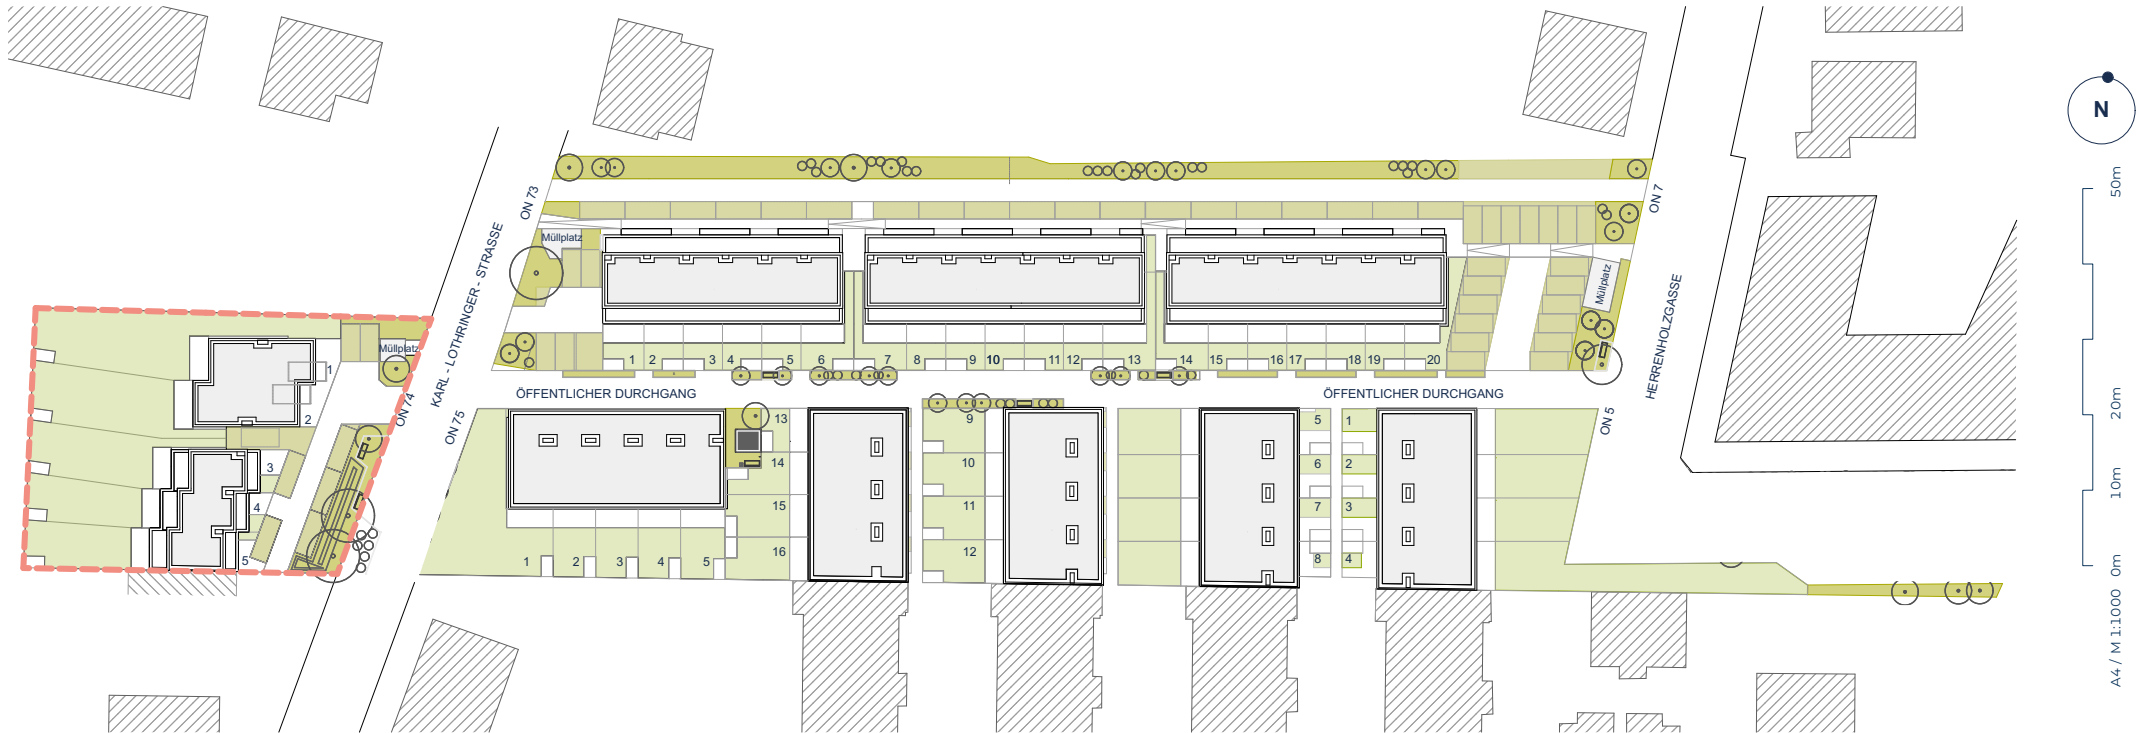 N
50m
20m
10m
0m
A4 / M 1:1000
ON 73
ON 7
KARL - LOTHRINGER - STRASSE
HERRENHOLZGASSE
Müllplatz
Müllplatz
Müllplatz
1 2 3 4 5 6 7 8 9 10 11 12 13 14 15 16 17 18 19 20
ÖFFENTLICHER DURCHGANG
ÖFFENTLICHER DURCHGANG
ON 74
ON 75
ON 5
1
2
3
4
5
13
14
15
16
1 2 3 4 5
9
10
11
12
5 1
6 2
7 3
8 4